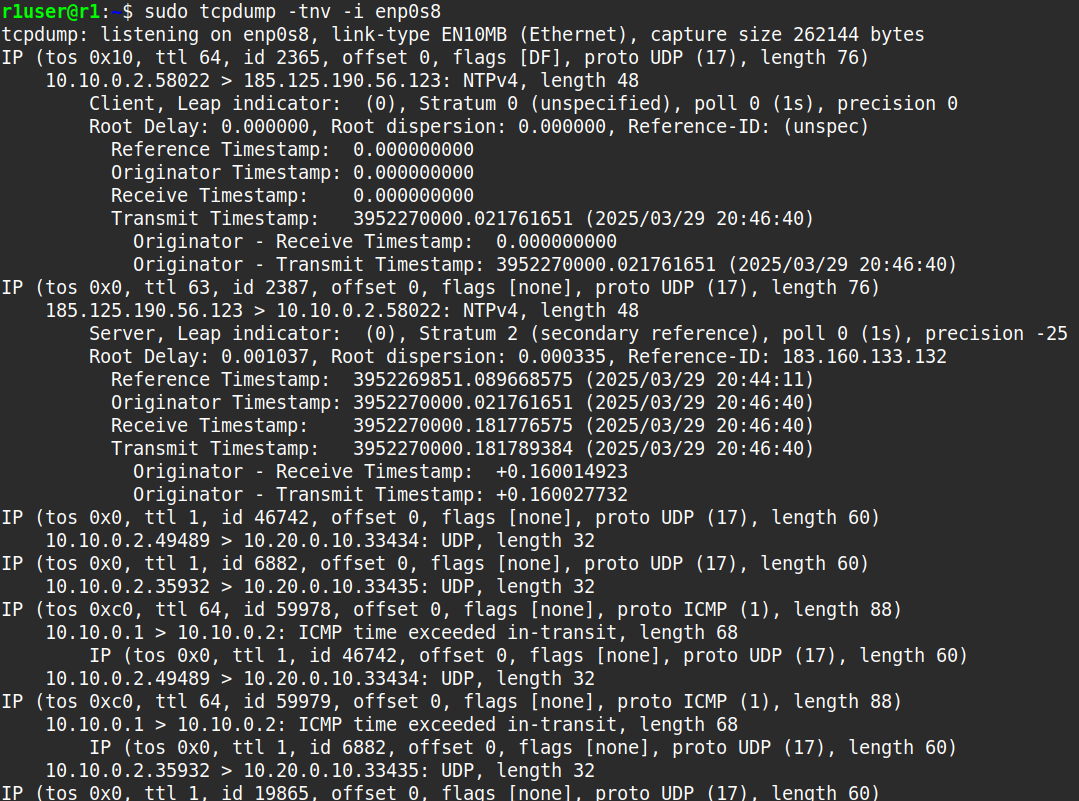 r1user@r1:~$ sudo tcpdump -tnv -i enp0s8
tcpdump: listening on enp0s8, link-type EN10MB (Ethernet), capture size 262144 bytes
IP (tos 0x10, ttl 64, id 2365, offset 0, flags [DF], proto UDP (17), length 76)
    10.10.0.2.58022 > 185.125.190.56.123: NTPv4, length 48
        Client, Leap indicator:  (0), Stratum 0 (unspecified), poll 0 (1s), precision 0
        Root Delay: 0.000000, Root dispersion: 0.000000, Reference-ID: (unspec)
          Reference Timestamp:  0.000000000
          Originator Timestamp: 0.000000000
          Receive Timestamp:    0.000000000
          Transmit Timestamp:   3952270000.021761651 (2025/03/29 20:46:40)
            Originator - Receive Timestamp:  0.000000000
            Originator - Transmit Timestamp: 3952270000.021761651 (2025/03/29 20:46:40)
IP (tos 0x0, ttl 63, id 2387, offset 0, flags [none], proto UDP (17), length 76)
    185.125.190.56.123 > 10.10.0.2.58022: NTPv4, length 48
        Server, Leap indicator:  (0), Stratum 2 (secondary reference), poll 0 (1s), precision -25
        Root Delay: 0.001037, Root dispersion: 0.000335, Reference-ID: 183.160.133.132
          Reference Timestamp:  3952269851.089668575 (2025/03/29 20:44:11)
          Originator Timestamp: 3952270000.021761651 (2025/03/29 20:46:40)
          Receive Timestamp:    3952270000.181776575 (2025/03/29 20:46:40)
          Transmit Timestamp:   3952270000.181789384 (2025/03/29 20:46:40)
            Originator - Receive Timestamp:  +0.160014923
            Originator - Transmit Timestamp: +0.160027732
IP (tos 0x0, ttl 1, id 46742, offset 0, flags [none], proto UDP (17), length 60)
    10.10.0.2.49489 > 10.20.0.10.33434: UDP, length 32
IP (tos 0x0, ttl 1, id 6882, offset 0, flags [none], proto UDP (17), length 60)
    10.10.0.2.35932 > 10.20.0.10.33435: UDP, length 32
IP (tos 0xc0, ttl 64, id 59978, offset 0, flags [none], proto ICMP (1), length 88)
    10.10.0.1 > 10.10.0.2: ICMP time exceeded in-transit, length 68
        IP (tos 0x0, ttl 1, id 46742, offset 0, flags [none], proto UDP (17), length 60)
    10.10.0.2.49489 > 10.20.0.10.33434: UDP, length 32
IP (tos 0xc0, ttl 64, id 59979, offset 0, flags [none], proto ICMP (1), length 88)
    10.10.0.1 > 10.10.0.2: ICMP time exceeded in-transit, length 68
        IP (tos 0x0, ttl 1, id 6882, offset 0, flags [none], proto UDP (17), length 60)
    10.10.0.2.35932 > 10.20.0.10.33435: UDP, length 32
IP (tos 0x0, ttl 1, id 19865, offset 0, flags [none], proto UDP (17), length 60)